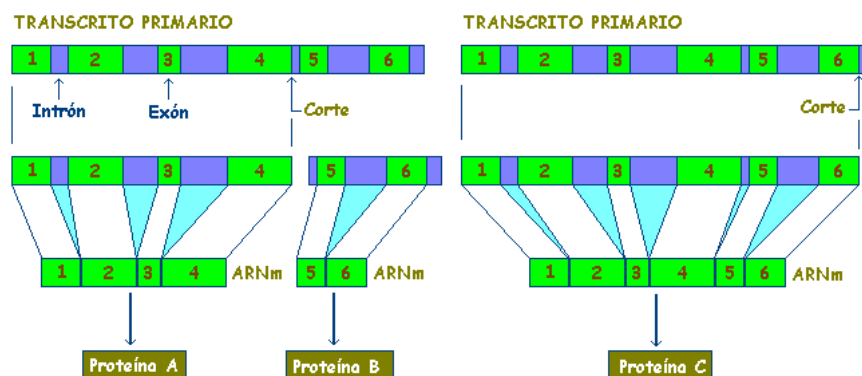 TRANSCRITO PRIMARIO
1 2 3 4 5 6
Intrón Exón Corte
1 2 3 4 5 6
1 2 3 4 ARNm 5 6 ARNm
Proteína A Proteína B
TRANSCRITO PRIMARIO
1 2 3 4 5 6
Corte
1 2 3 4 5 6
1 2 3 4 5 6 ARNm
Proteína C